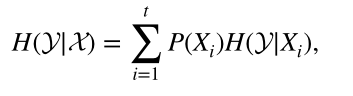 H(𝒴|𝒳) = ∑_{i=1}^{t} P(X_i)H(𝒴|X_i),